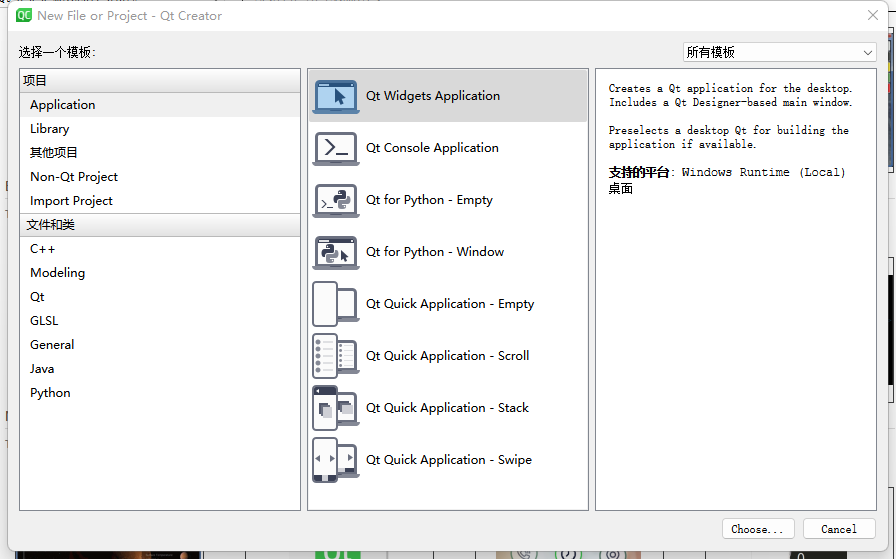 New File or Project - Qt Creator
选择一个模板:
所有模板
项目
Application
Library
其他项目
Non-Qt Project
Import Project
文件和类
C++
Modeling
Qt
GLSL
General
Java
Python
Qt Widgets Application
Qt Console Application
Qt for Python - Empty
Qt for Python - Window
Qt Quick Application - Empty
Qt Quick Application - Scroll
Qt Quick Application - Stack
Qt Quick Application - Swipe
Creates a Qt application for the desktop.
Includes a Qt Designer-based main window.
Preselects a desktop Qt for building the
application if available.
支持的平台: Windows Runtime (Local)
桌面
Choose...
Cancel